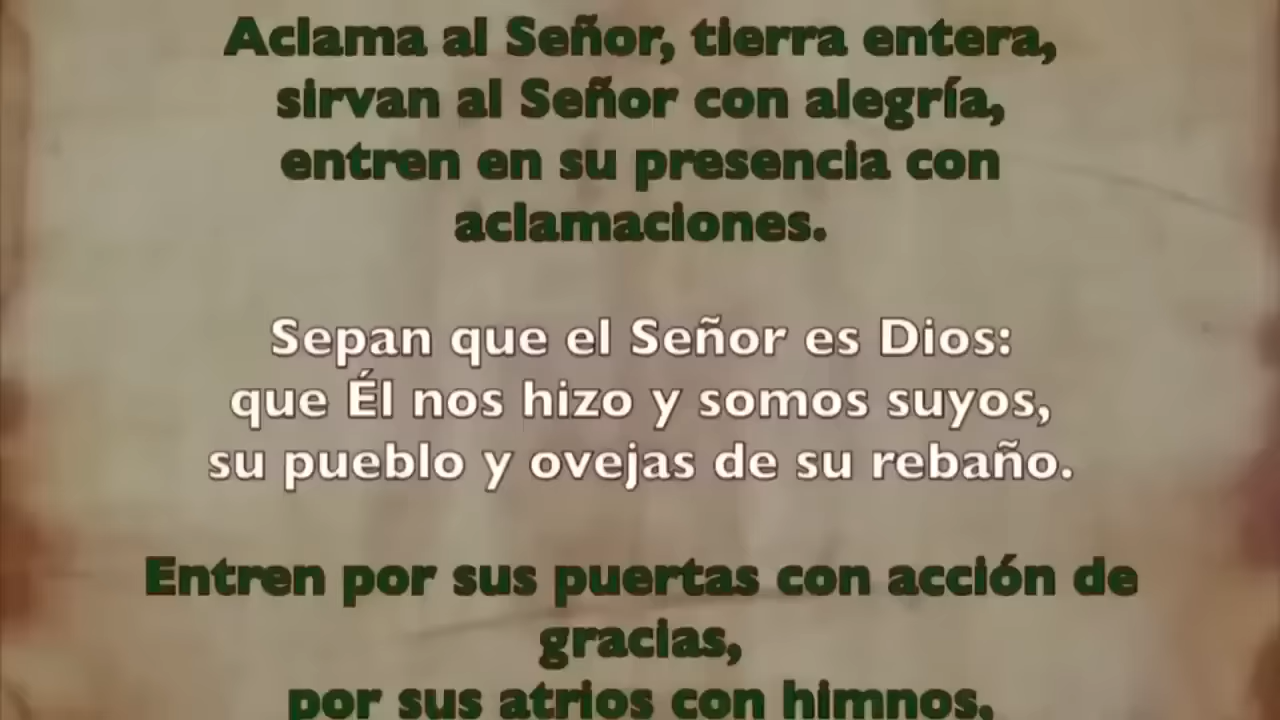 Aclama al Señor, tierra entera,
sirvan al Señor con alegría,
entren en su presencia con
aclamaciones.
Sepan que el Señor es Dios:
que Él nos hizo y somos suyos,
su pueblo y ovejas de su rebaño.
Entren por sus puertas con acción de
gracias,
por sus atrios con himnos,